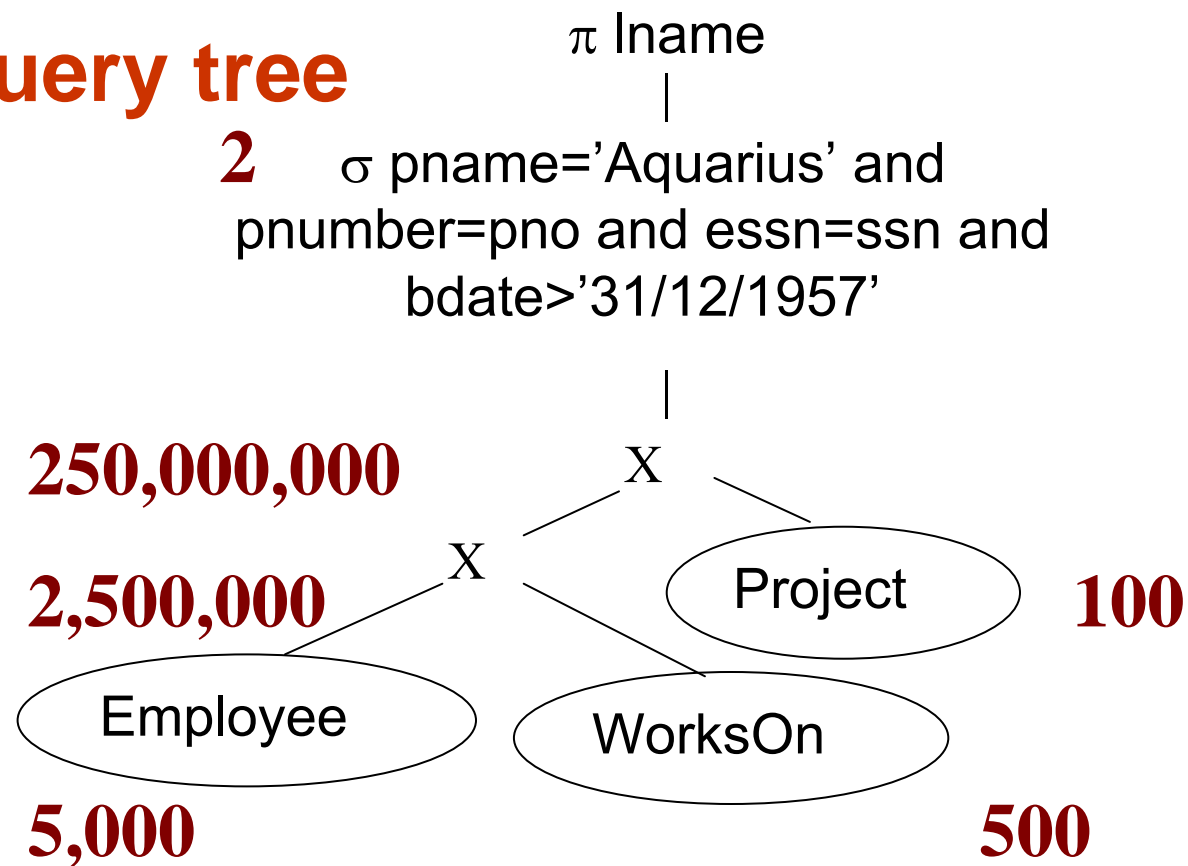 π lname
uery tree
2 σ pname='Aquarius’ and
pnumber=pno and essn=ssn and
bdate>’31/12/1957’
250,000,000 X
X
2,500,000 Project 100
Employee WorksOn
5,000 500